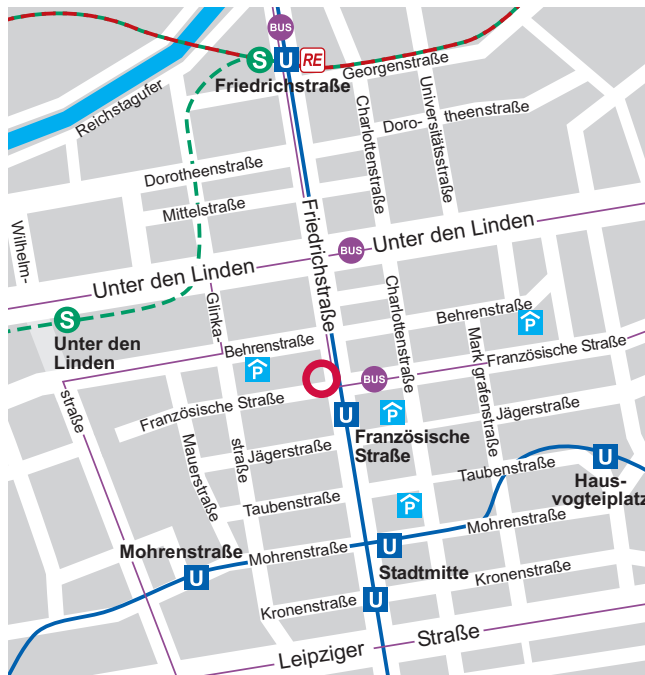 BUS
S
U
RE
Friedrichstraße
Georgenstraße
Reichstagufer
Charlottenstraße
Universitätsstraße
Doro-
theenstraße
Dorotheenstraße
Mittelstraße
Friedrichstraße
Wilhelm-
BUS
Unter den Linden
Unter den Linden
S
Unter den
Linden
Glinka-
Charlottenstraße
Behrenstraße
P
Behrenstraße
Markgrafenstraße
Französische Straße
P
BUS
straße
Französische Straße
U
P
Jägerstraße
Französische
Straße
Mauerstraße
straße
Jägerstraße
Taubenstraße
U
Haus-
vogteiplatz
Taubenstraße
P
Mohrenstraße
Mohrenstraße
Mohrenstraße
U
U
Stadtmitte
Kronenstraße
Kronenstraße
U
Leipziger
Straße